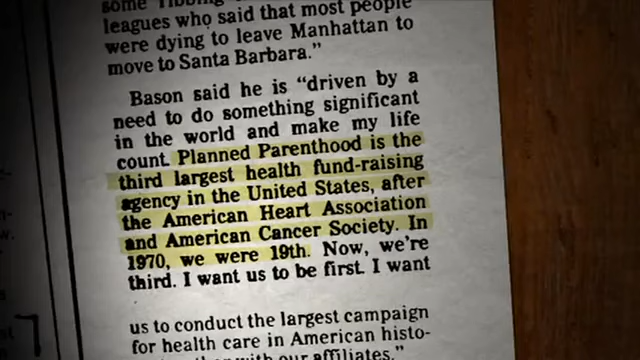 some
leagues who said that most people
were dying to leave Manhattan to
move to Santa Barbara."
Bason said he is "driven by a
need to do something significant
in the world and make my life
count. Planned Parenthood is the
third largest health fund-raising
agency in the United States, after
the American Heart Association
and American Cancer Society. In
1970, we were 19th. Now, we're
third. I want us to be first. I want
us to conduct the largest campaign
for health care in American histo-
with our affiliates."